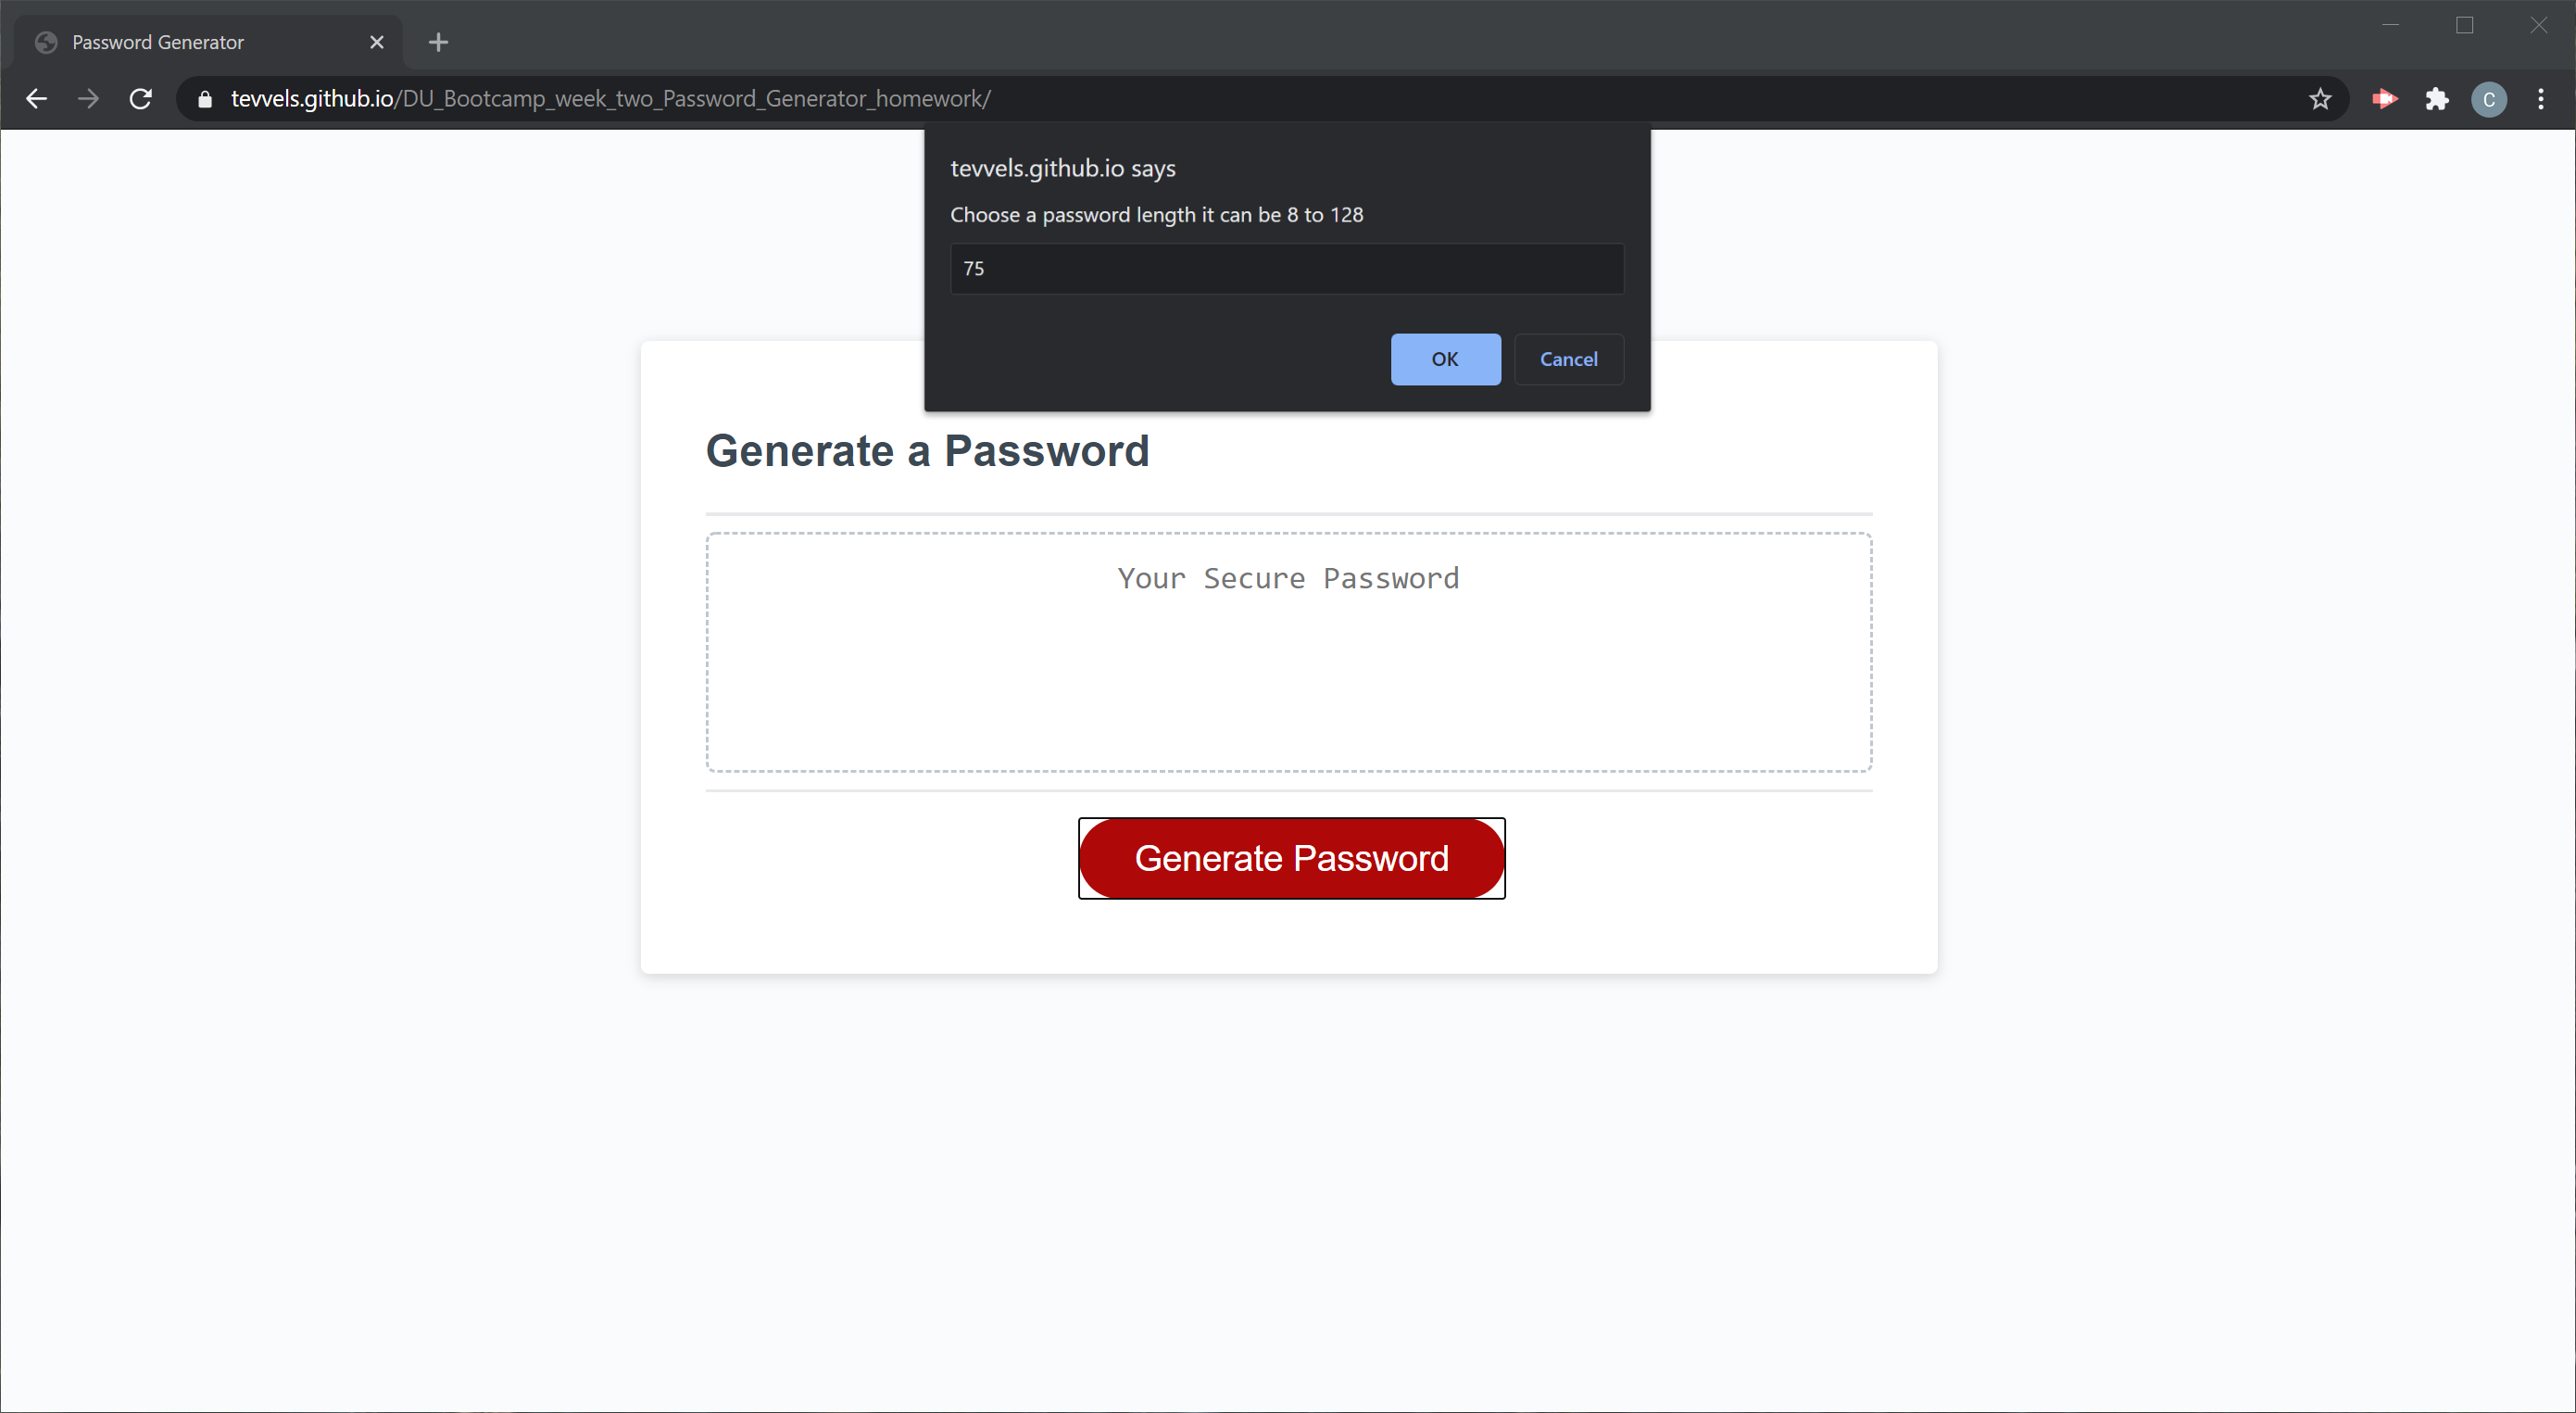 Password Generator
tevvels.github.io/DU_Bootcamp_week_two_Password_Generator_homework/
C
tevvels.github.io says
Choose a password length it can be 8 to 128
75
OK
Cancel
Generate a Password
Your Secure Password
Generate Password